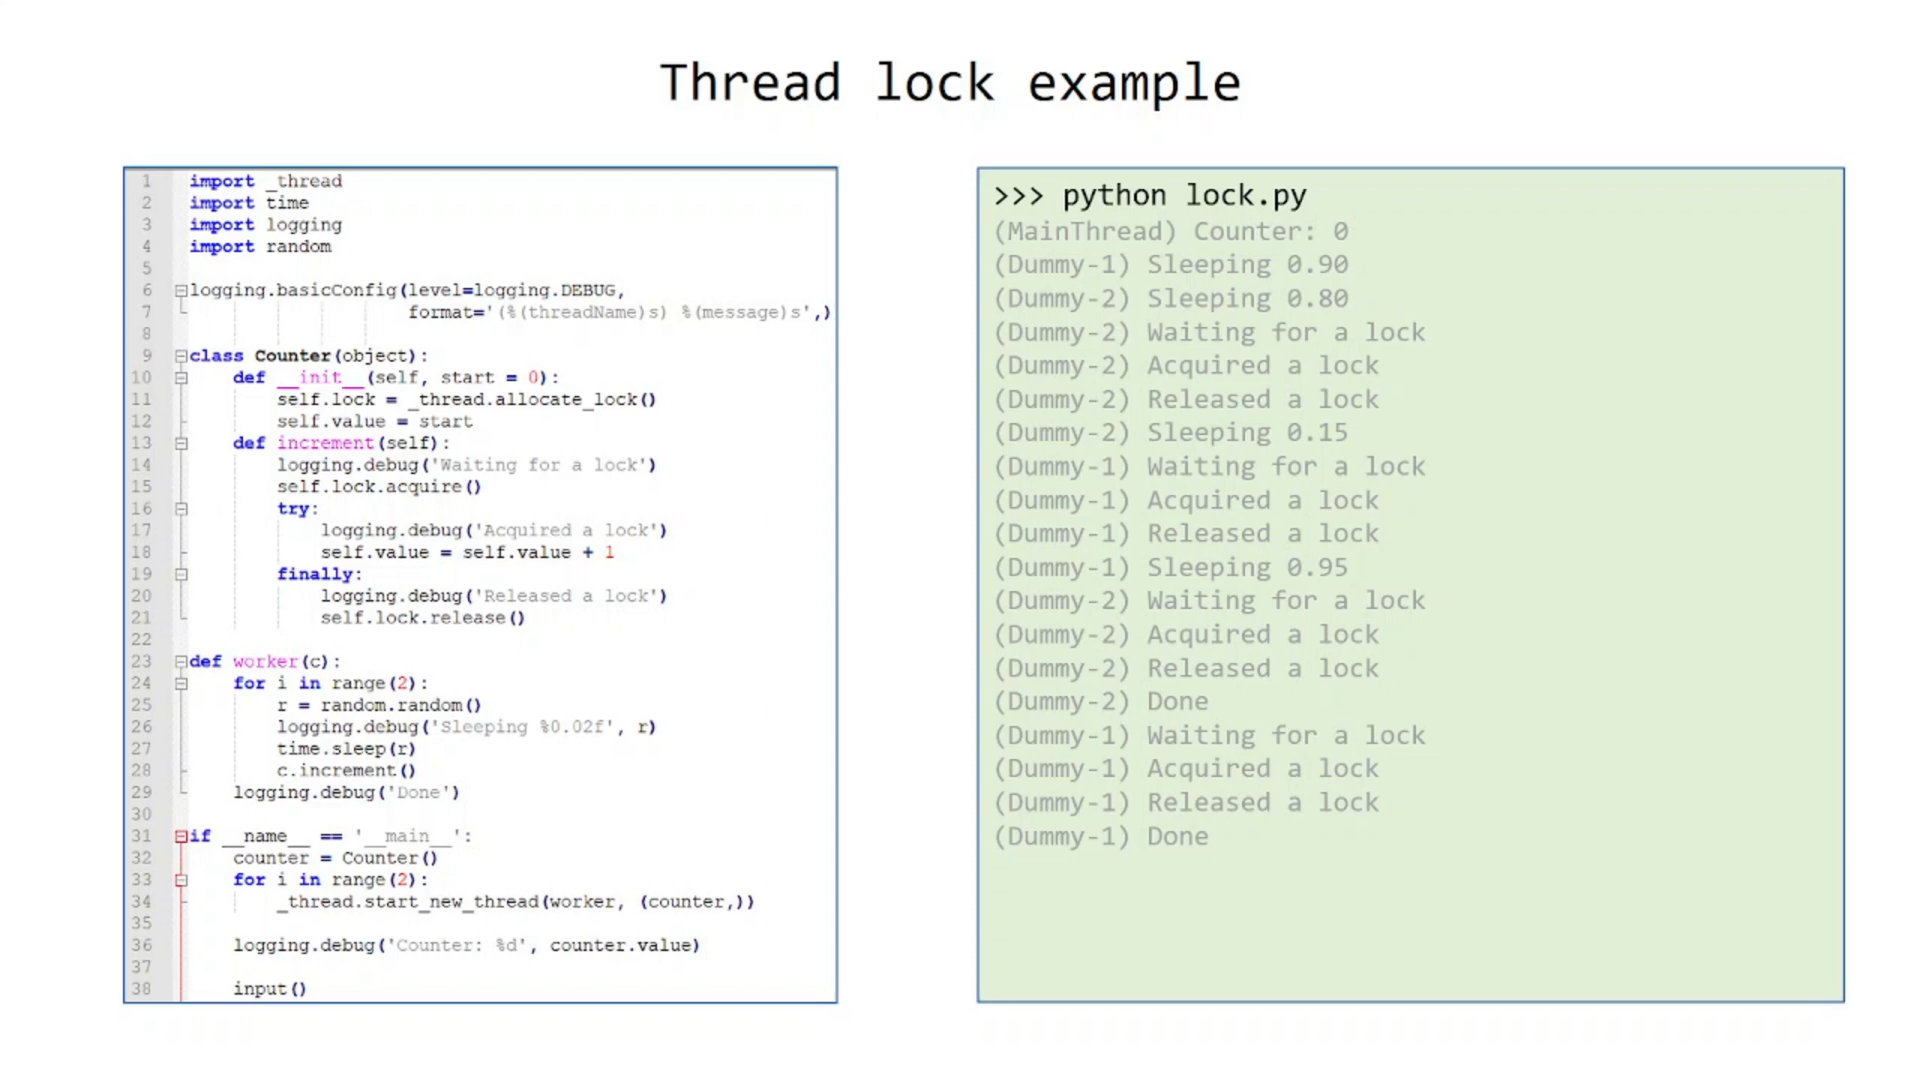 Thread lock example
1 import _thread
2 import time
3 import logging
4 import random
5
6 logging.basicConfig(level=logging.DEBUG,
7 format='(%(threadName)s) %(message)s',)
8
9 class Counter(object):
10 def __init__(self, start = 0):
11 self.lock = _thread.allocate_lock()
12 self.value = start
13 def increment(self):
14 logging.debug('Waiting for a lock')
15 self.lock.acquire()
16 try:
17 logging.debug('Acquired a lock')
18 self.value = self.value + 1
19 finally:
20 logging.debug('Released a lock')
21 self.lock.release()
22
23 def worker(c):
24 for i in range(2):
25 r = random.random()
26 logging.debug('Sleeping %0.02f', r)
27 time.sleep(r)
28 c.increment()
29 logging.debug('Done')
30
31 if __name__ == '__main__':
32 counter = Counter()
33 for i in range(2):
34 _thread.start_new_thread(worker, (counter,))
35
36 logging.debug('Counter: %d', counter.value)
37
38 input()
>>> python lock.py
(MainThread) Counter: 0
(Dummy-1) Sleeping 0.90
(Dummy-2) Sleeping 0.80
(Dummy-2) Waiting for a lock
(Dummy-2) Acquired a lock
(Dummy-2) Released a lock
(Dummy-2) Sleeping 0.15
(Dummy-1) Waiting for a lock
(Dummy-1) Acquired a lock
(Dummy-1) Released a lock
(Dummy-1) Sleeping 0.95
(Dummy-2) Waiting for a lock
(Dummy-2) Acquired a lock
(Dummy-2) Released a lock
(Dummy-2) Done
(Dummy-1) Waiting for a lock
(Dummy-1) Acquired a lock
(Dummy-1) Released a lock
(Dummy-1) Done